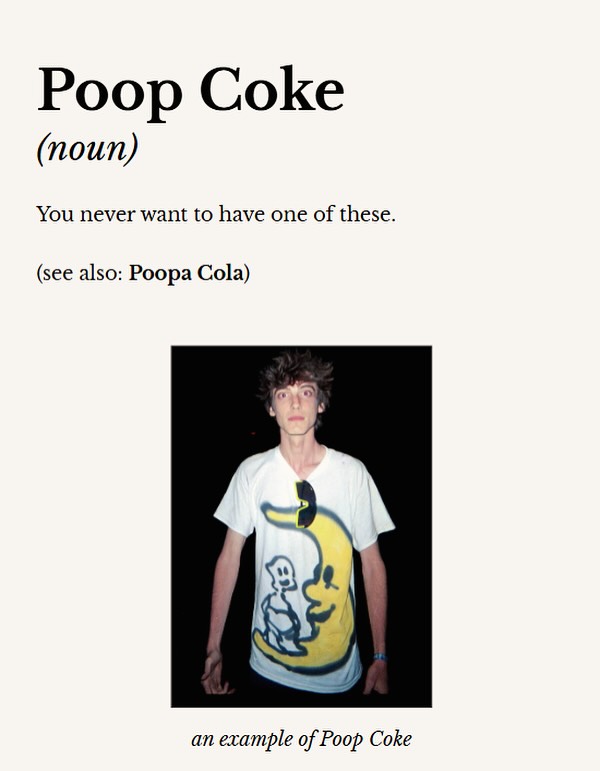 Poop Coke
(noun)
You never want to have one of these.
(see also: Poopa Cola)
an example of Poop Coke